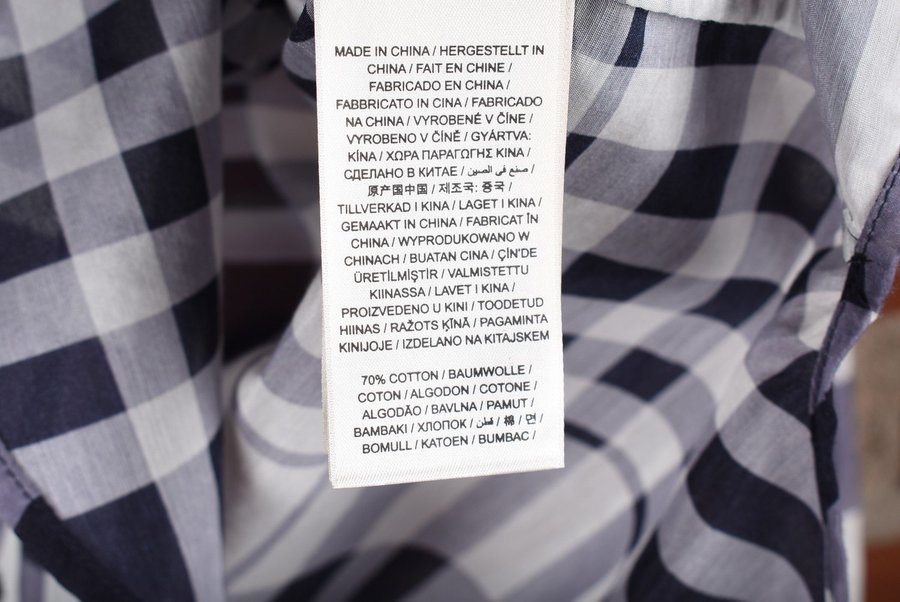 MADE IN CHINA / HERGESTELLT IN
CHINA / FAIT EN CHINE /
FABRICADO EN CHINA /
FABBRICATO IN CINA / FABRICADO
NA CHINA / VYROBENÉ V ČÍNE /
VYROBENO V ČÍNĚ / GYÁRTVA:
KÍNA / ΧΩΡΑ ΠΑΡΑΓΩΓΗΣ ΚΙΝΑ /
СДЕЛАНО В КИТАЕ / صنع في الصين /
原产国中国 / 제조국: 중국 /
TILLVERKAD I KINA / LAGET I KINA /
GEMAAKT IN CHINA / FABRICAT ÎN
CHINA / WYPRODUKOWANO W
CHINACH / BUATAN CINA / ÇİN'DE
ÜRETİLMİŞTİR / VALMISTETTU
KIINASSA / LAVET I KINA /
PROIZVEDENO U KINI / TOODETUD
HIINAS / RAŽOTS ĶĪNĀ / PAGAMINTA
KINIJOJE / IZDELANO NA KITAJSKEM
70% COTTON / BAUMWOLLE /
COTON / ALGODON / COTONE /
ALGODÃO / BAVLNA / PAMUT /
BAMBAKI / ХЛОПОК / قطن / 棉 / 면 /
BOMULL / KATOEN / BUMBAC /